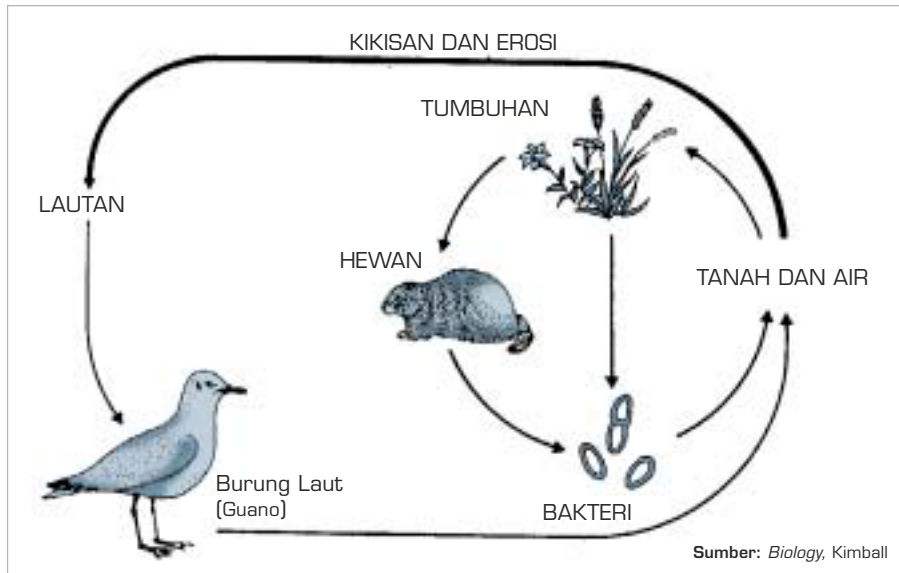 KIKISAN DAN EROSI
TUMBUHAN
LAUTAN
HEWAN
TANAH DAN AIR
Burung Laut
(Guano)
BAKTERI
Sumber: Biology, Kimball